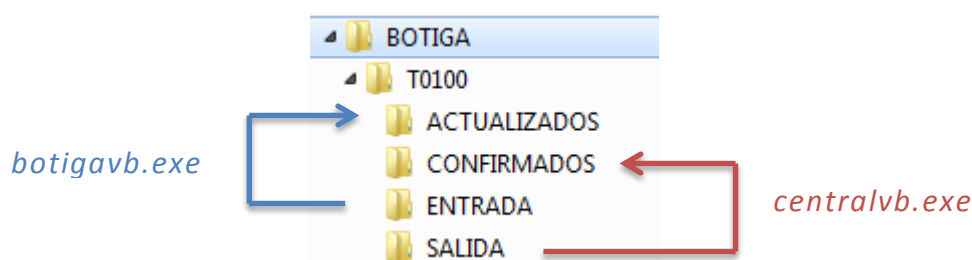 BOTIGA
T0100
ACTUALIZADOS
botigavb.exe
CONFIRMADOS
ENTRADA
centralvb.exe
SALIDA